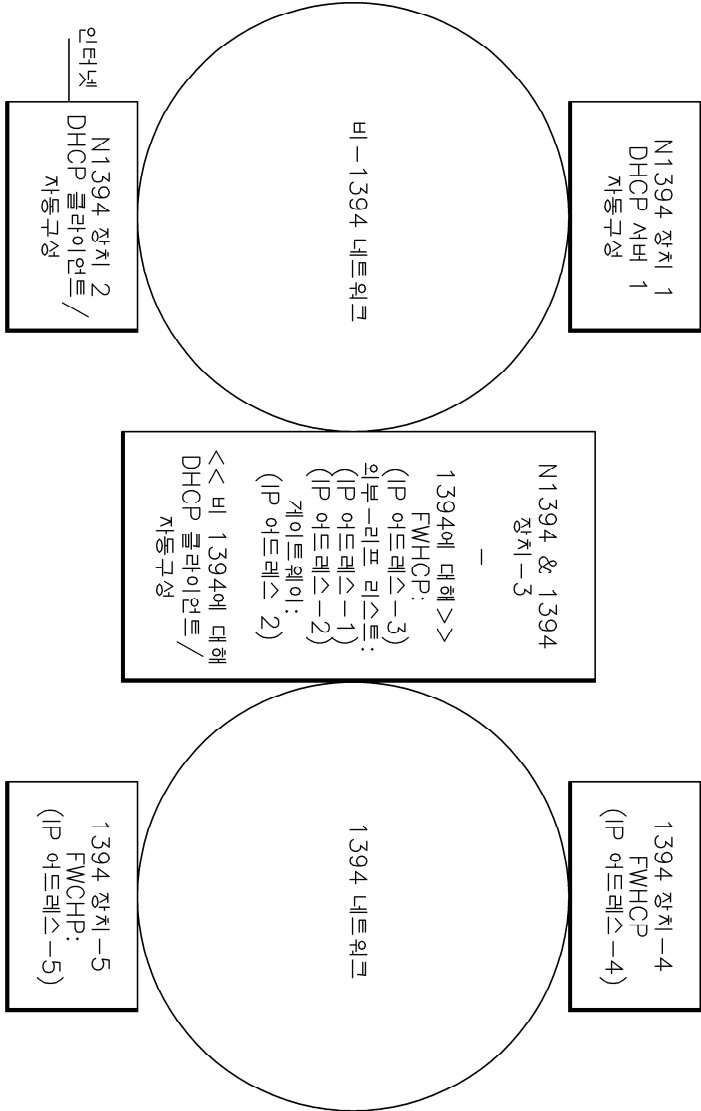 N1394 장치 1
DHCP 서버 1
자동구성
1394 장치-4
FWHCP
(IP 어드레스-4)
N1394 & 1394
장치-3
-
1394에 대해>>
FWHCP:
(IP 어드레스-3)
외부-리프 리스트:
(IP 어드레스-1)
(IP 어드레스-2)
게이트웨이:
(IP 어드레스 2)
<< 비 1394에 대해
DHCP 클라이언트/
자동구성
비-1394 네트워크
1394 네트워크
인터넷
N1394 장치 2
DHCP 클라이언트/
자동구성
1394 장치-5
FWCHP:
(IP 어드레스-5)